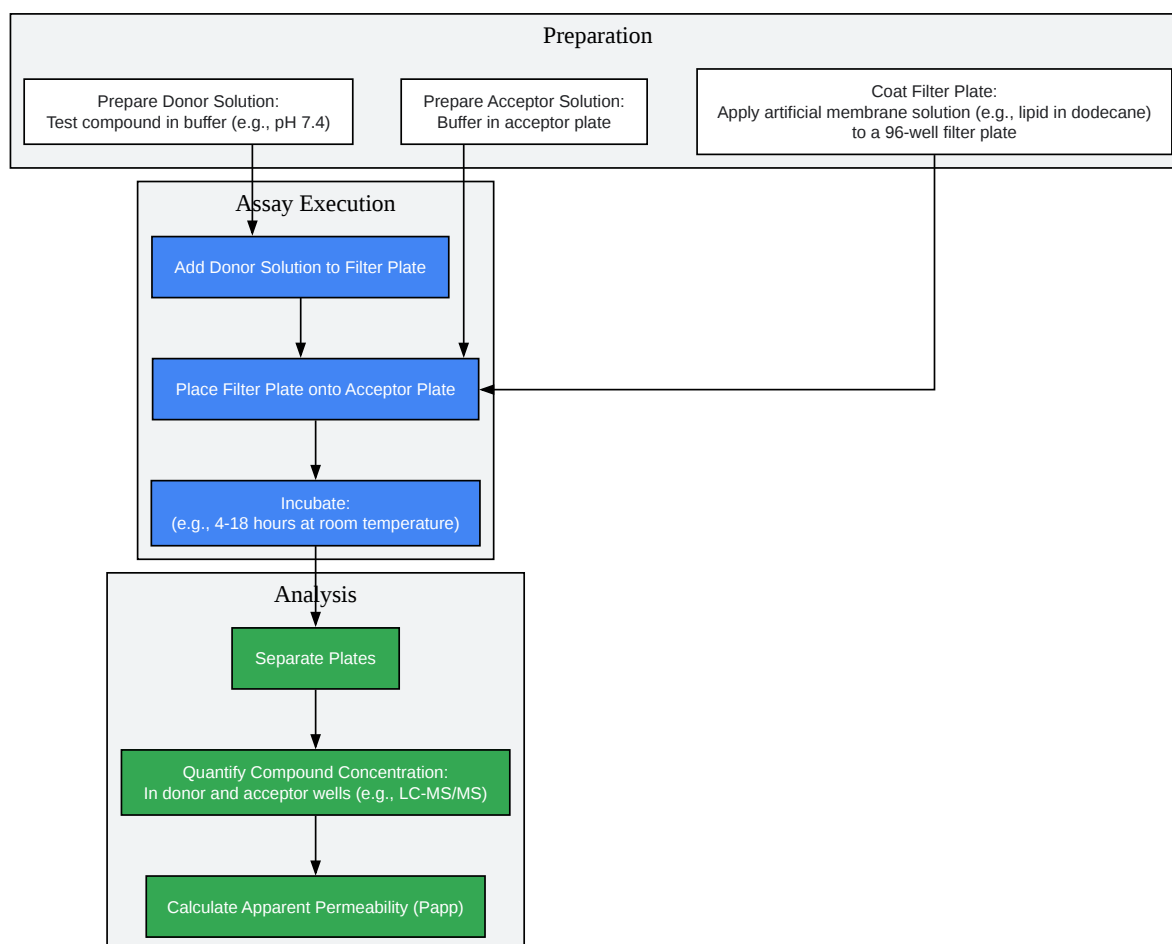 Preparation
Prepare Donor Solution:
Test compound in buffer (e.g., pH 7.4)
Prepare Acceptor Solution:
Buffer in acceptor plate
Coat Filter Plate:
Apply artificial membrane solution (e.g., lipid in dodecane)
to a 96-well filter plate
Assay Execution
Add Donor Solution to Filter Plate
Place Filter Plate onto Acceptor Plate
Incubate:
(e.g., 4-18 hours at room temperature)
Analysis
Separate Plates
Quantify Compound Concentration:
In donor and acceptor wells (e.g., LC-MS/MS)
Calculate Apparent Permeability (Papp)